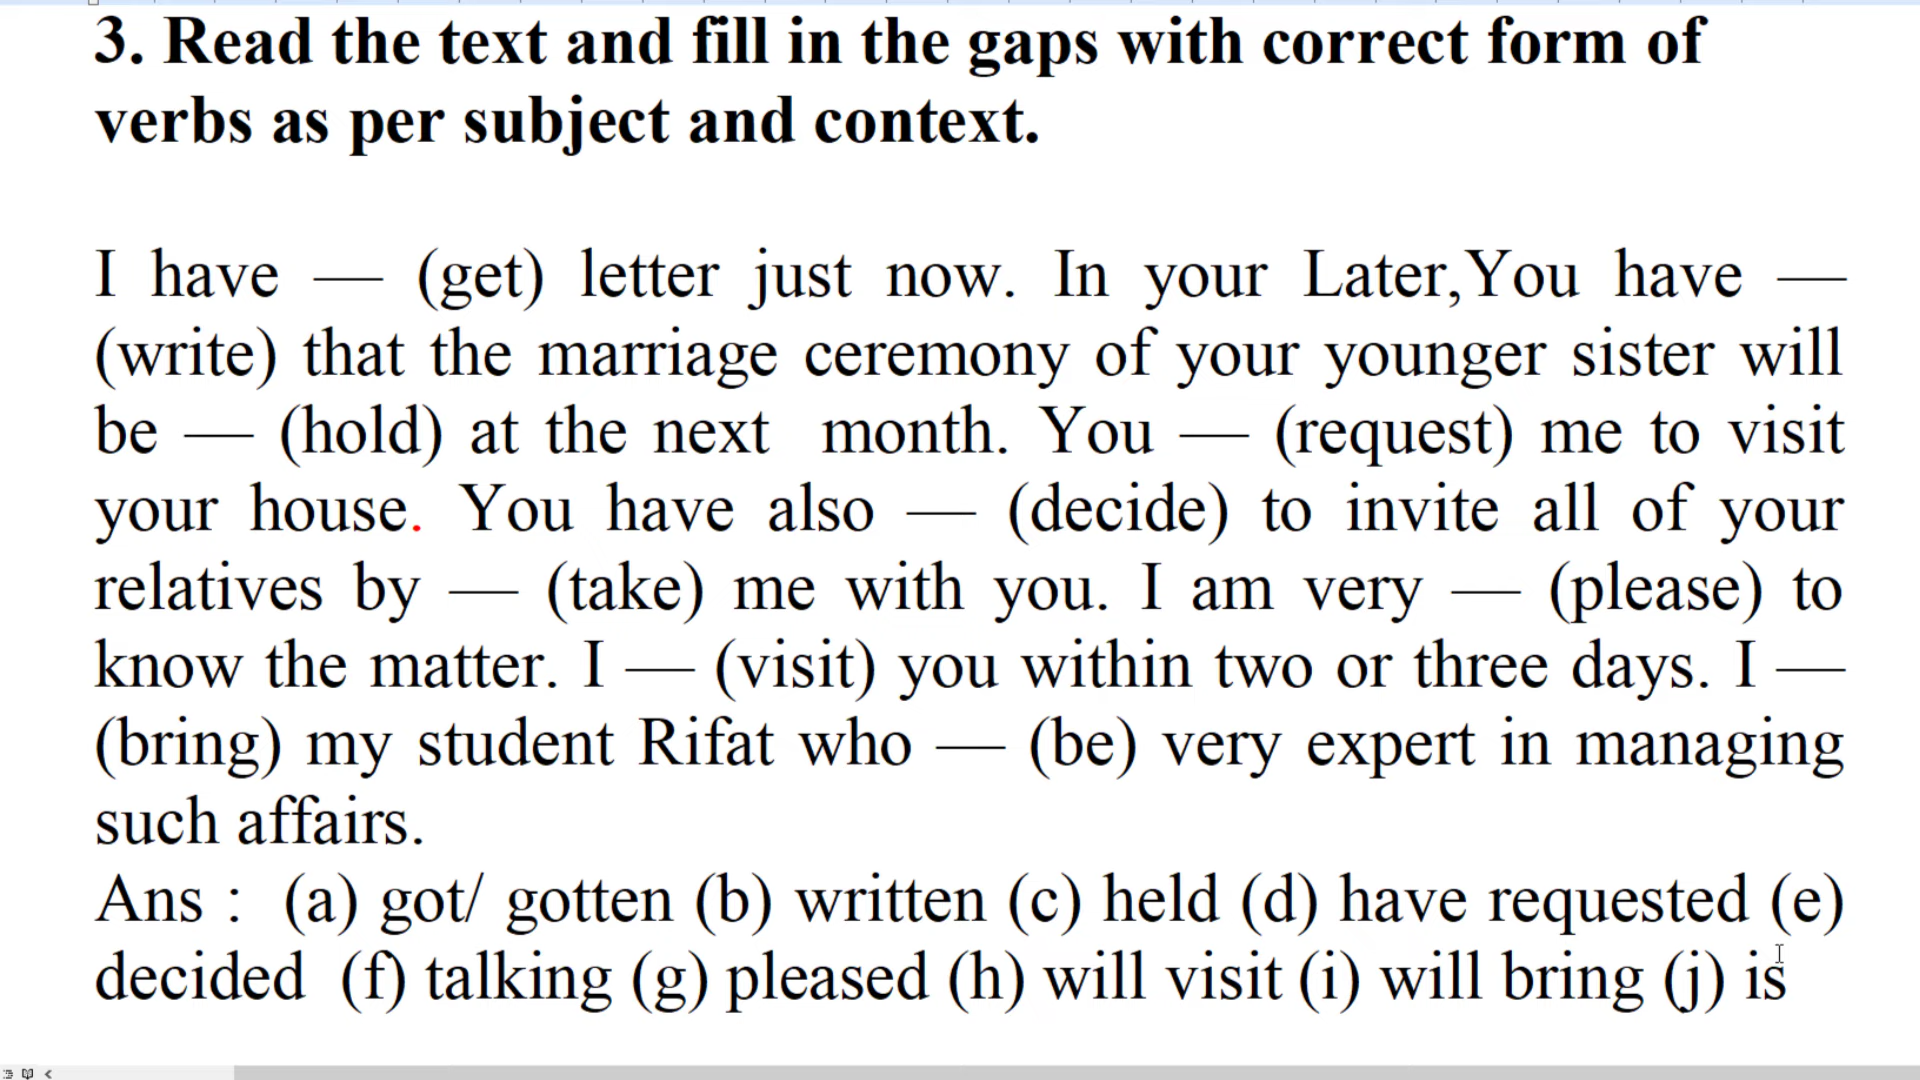 3. Read the text and fill in the gaps with correct form of
verbs as per subject and context.
I have — (get) letter just now. In your Later,You have —
(write) that the marriage ceremony of your younger sister will
be — (hold) at the next month. You — (request) me to visit
your house. You have also — (decide) to invite all of your
relatives by — (take) me with you. I am very — (please) to
know the matter. I — (visit) you within two or three days. I —
(bring) my student Rifat who — (be) very expert in managing
such affairs.
Ans : (a) got/ gotten (b) written (c) held (d) have requested (e)
decided (f) talking (g) pleased (h) will visit (i) will bring (j) is